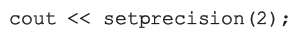 cout << setprecision(2);